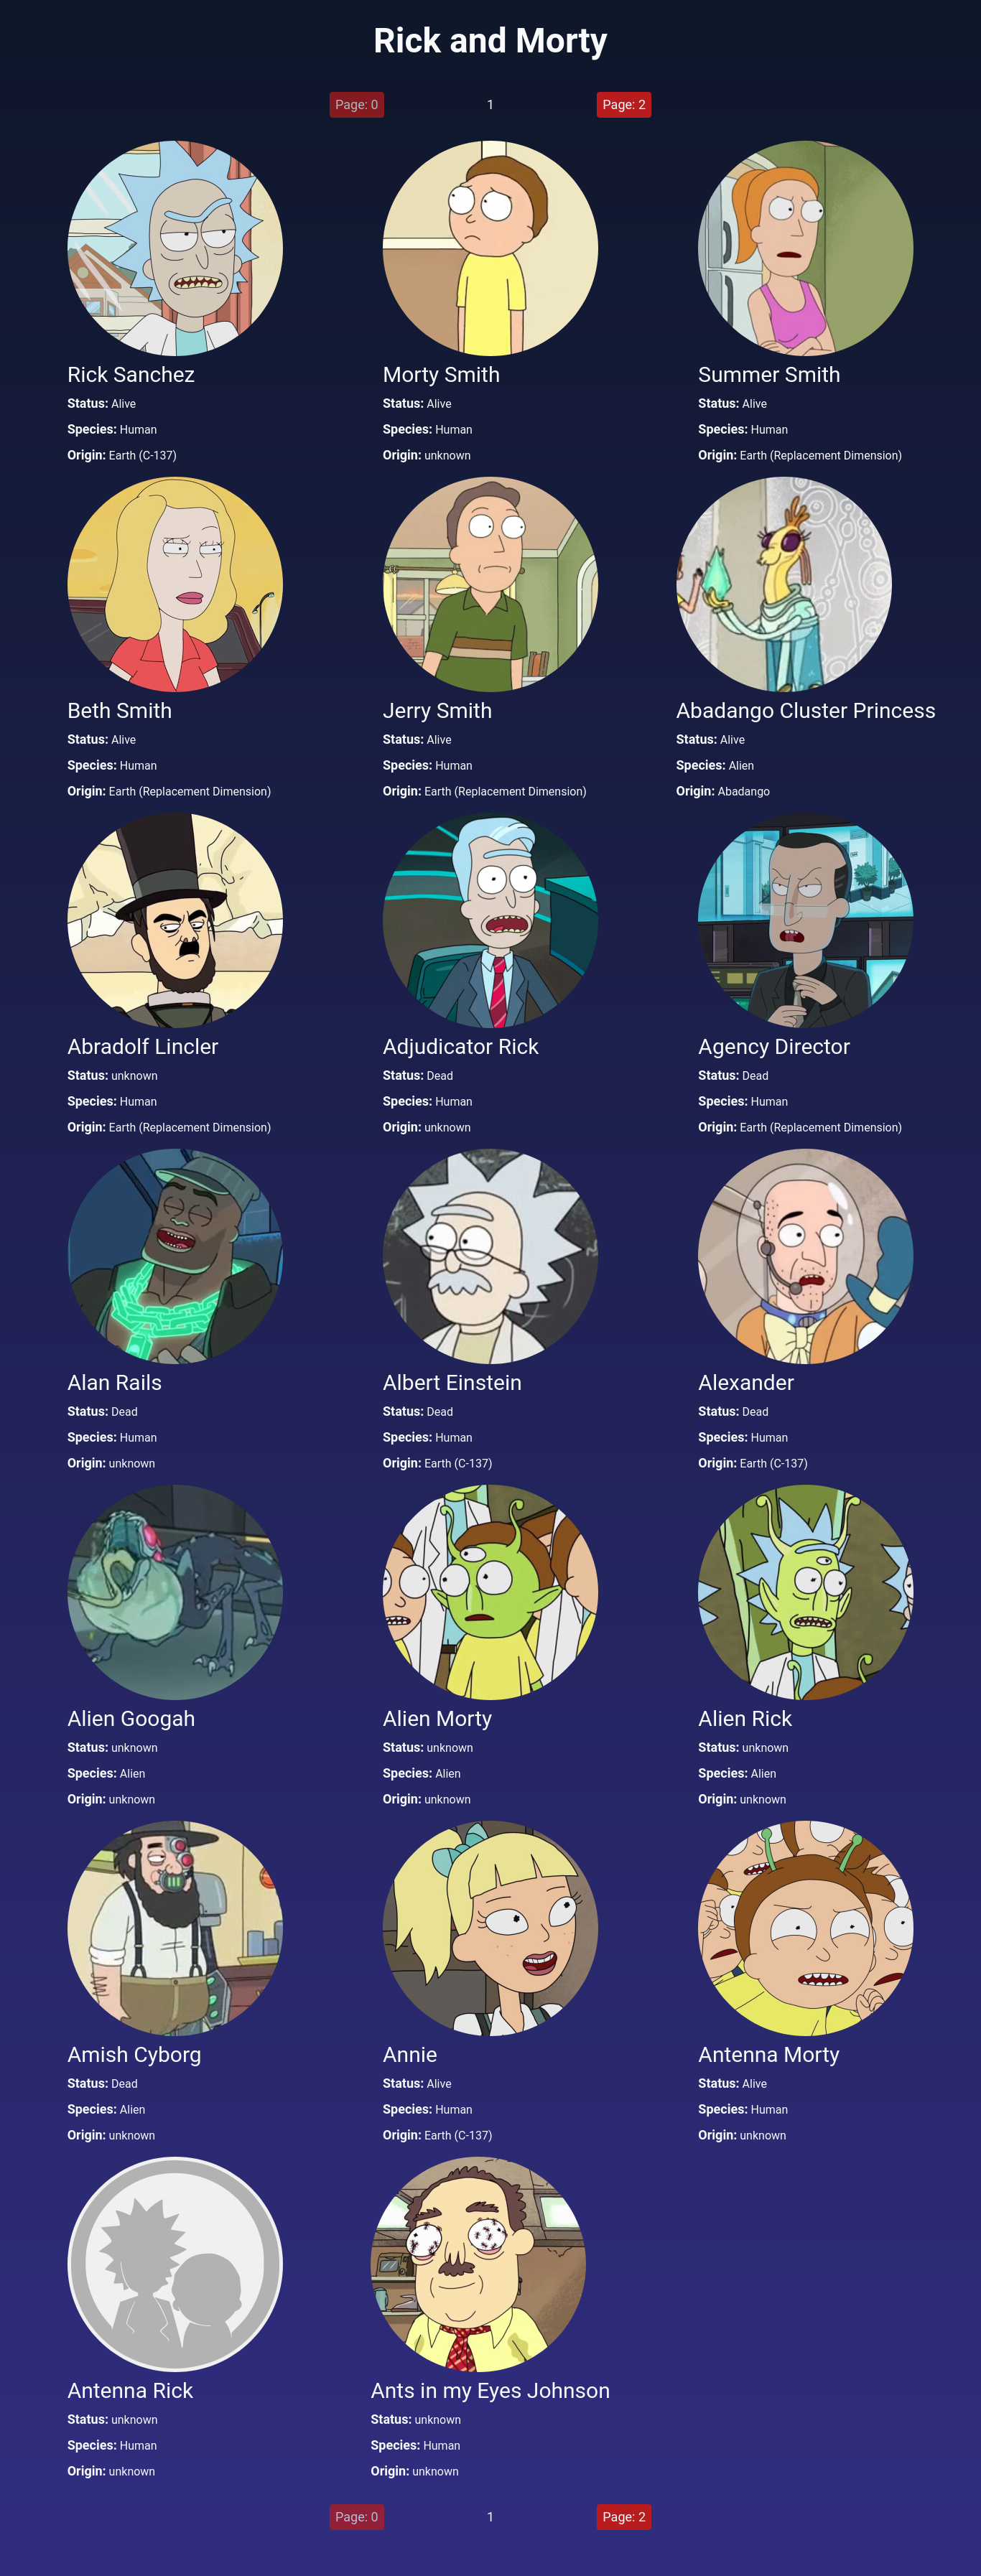 Rick and Morty
Page: 0 1 Page: 2
Rick Sanchez
Status: Alive
Species: Human
Origin: Earth (C-137)
Morty Smith
Status: Alive
Species: Human
Origin: unknown
Summer Smith
Status: Alive
Species: Human
Origin: Earth (Replacement Dimension)
Beth Smith
Status: Alive
Species: Human
Origin: Earth (Replacement Dimension)
Jerry Smith
Status: Alive
Species: Human
Origin: Earth (Replacement Dimension)
Abadango Cluster Princess
Status: Alive
Species: Alien
Origin: Abadango
Abradolf Lincler
Status: unknown
Species: Human
Origin: Earth (Replacement Dimension)
Adjudicator Rick
Status: Dead
Species: Human
Origin: unknown
Agency Director
Status: Dead
Species: Human
Origin: Earth (Replacement Dimension)
Alan Rails
Status: Dead
Species: Human
Origin: unknown
Albert Einstein
Status: Dead
Species: Human
Origin: Earth (C-137)
Alexander
Status: Dead
Species: Human
Origin: Earth (C-137)
Alien Googah
Status: unknown
Species: Alien
Origin: unknown
Alien Morty
Status: unknown
Species: Alien
Origin: unknown
Alien Rick
Status: unknown
Species: Alien
Origin: unknown
Amish Cyborg
Status: Dead
Species: Alien
Origin: unknown
Annie
Status: Alive
Species: Human
Origin: Earth (C-137)
Antenna Morty
Status: Alive
Species: Human
Origin: unknown
Antenna Rick
Status: unknown
Species: Human
Origin: unknown
Ants in my Eyes Johnson
Status: unknown
Species: Human
Origin: unknown
Page: 0 1 Page: 2